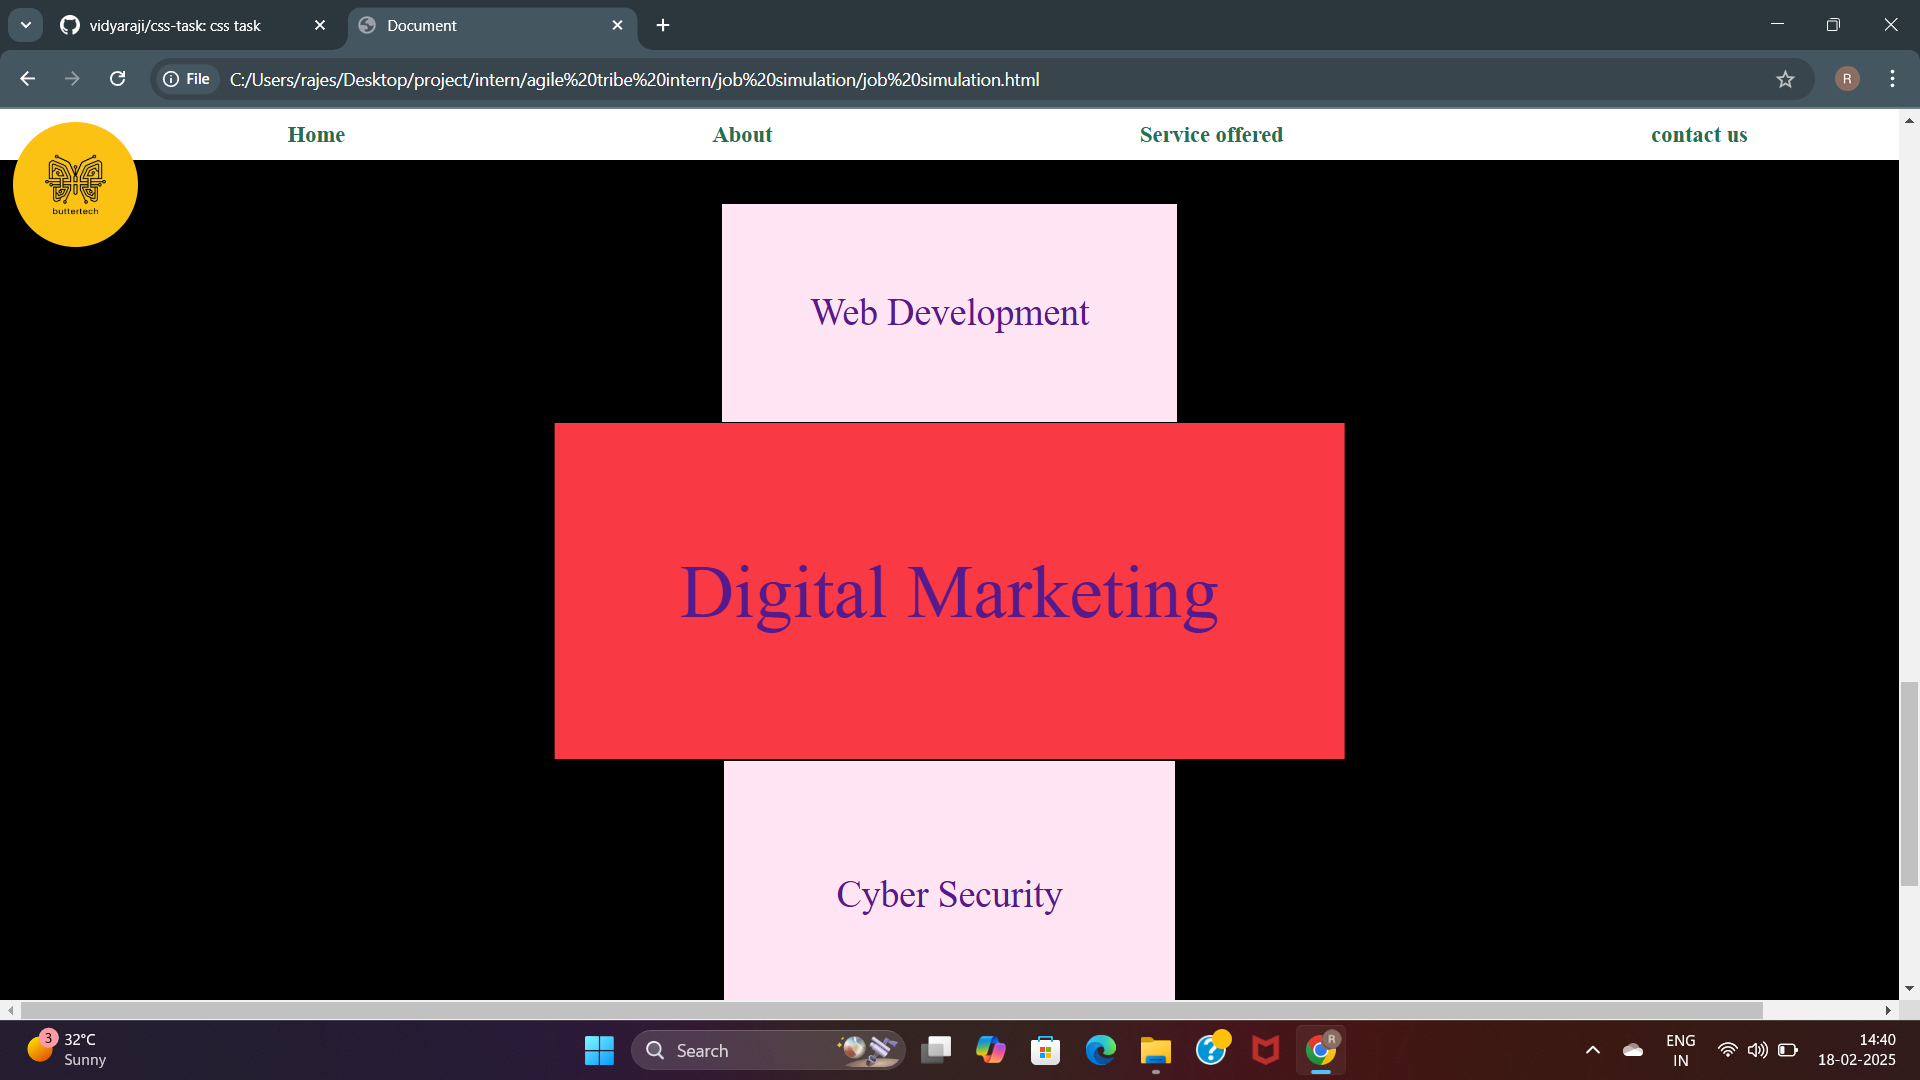 vidyaraji/css-task: css task
Document
File
C:/Users/rajes/Desktop/project/intern/agile%20tribe%20intern/job%20simulation/job%20simulation.html
R
buttertech
Home
About
Service offered
contact us
Web Development
Digital Marketing
Cyber Security
3
32°C
Sunny
Search
R
ENG
IN
14:40
18-02-2025